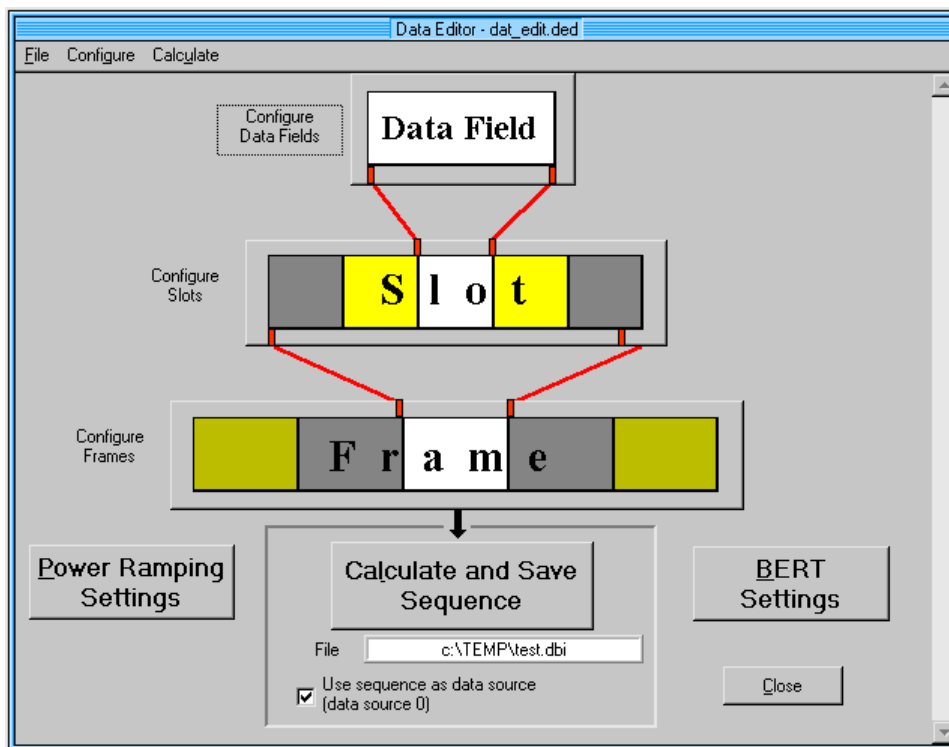 Data Editor - dat_edit.ded
File Configure Calculate
Configure
Data Fields
Data Field
Configure
Slots
Slot
Configure
Frames
Frame
Power Ramping
Settings
Calculate and Save
Sequence
BERT
Settings
File c:\TEMP\test.dbi
Use sequence as data source
(data source 0)
Close